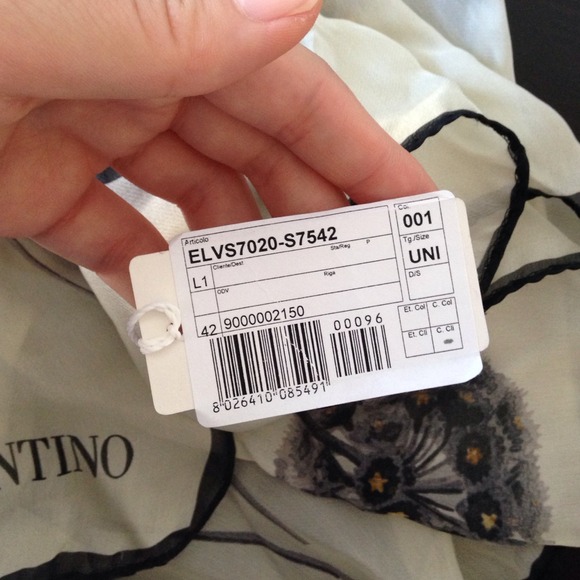 Articolo
ELVS7020-S7542
Col.
001
Cliente/Dest
Sta/Rag P
L1
Riga
Tg./Size
UNI
ODV
D/S
42 9000002150
00096
Et. Col C. Col
Et. Cli C. Cli
8 026410 085491
NTINO